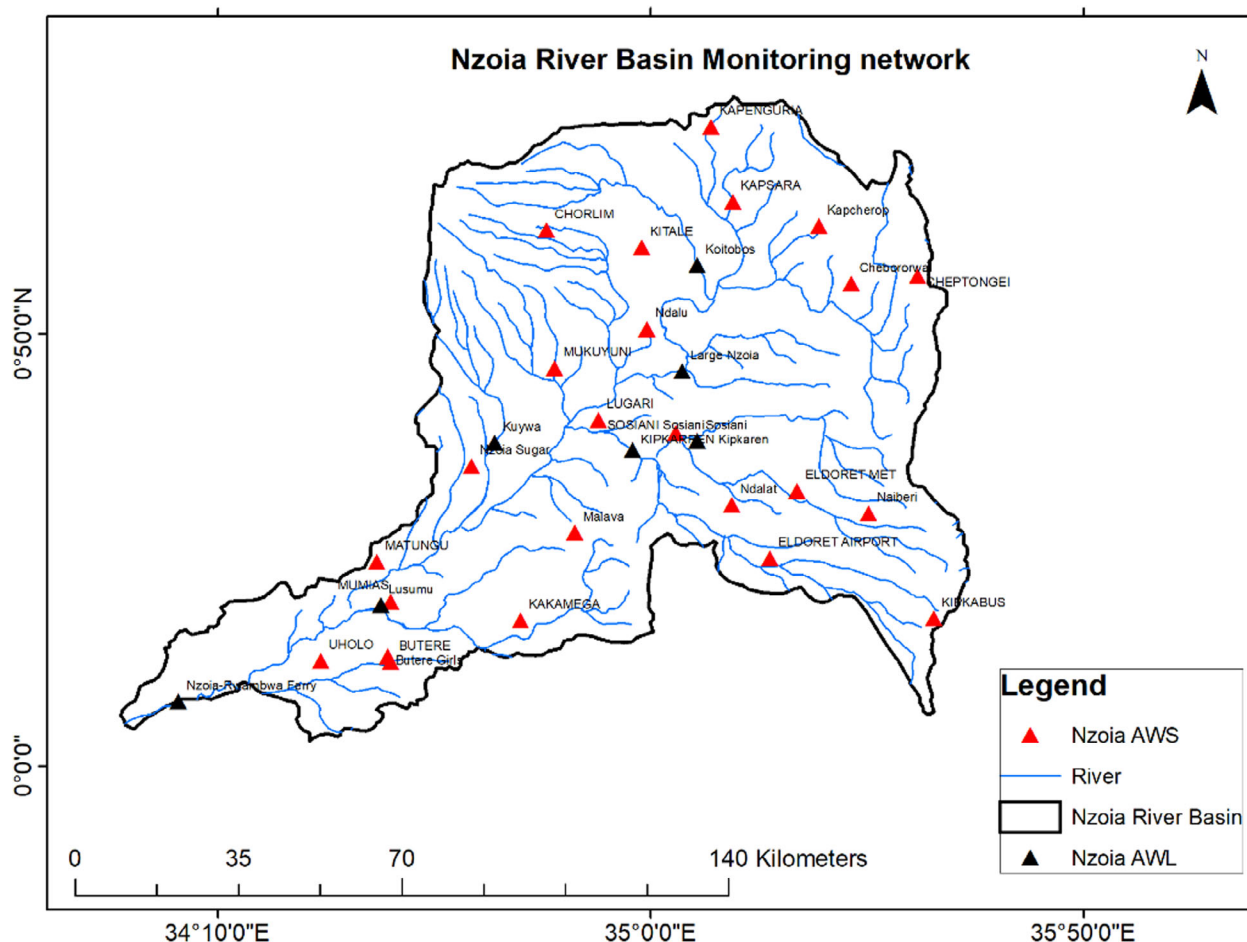 Nzoia River Basin Monitoring network
N
KAPENGURIA
KAPSARA
CHORLIM
Kapcherop
KITALE
Koitobos
Chebororwai
CHEPTONGEI
0°50'0"N
Ndalu
MUKUYUNI
Large Nzoia
LUGARI
SOSIANI Sosiani Sosiani
Kuywa
KIPKARREN Kipkaren
Nzoia Sugar
ELDORET MET
Ndalat
Naiberi
Malava
ELDORET AIRPORT
MATUNGU
MUMIAS
Lusumu
KAKAMEGA
KIPKABUS
UHOLO
BUTERE
Butere Girls
Nzoia-Rwambwa Ferry
0°0'0"
Legend
Nzoia AWS
River
Nzoia River Basin
Nzoia AWL
0 35 70 140 Kilometers
34°10'0"E 35°0'0"E 35°50'0"E